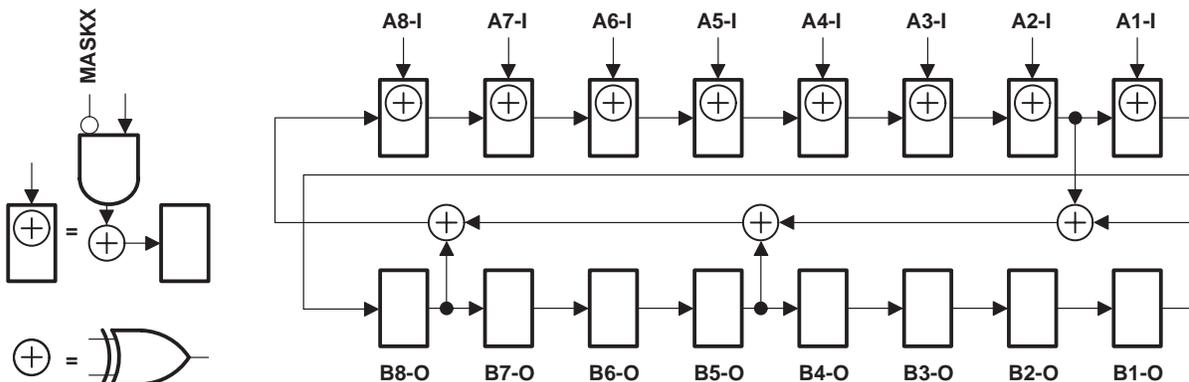 MASKX
A8-I A7-I A6-I A5-I A4-I A3-I A2-I A1-I
=
=
B8-O B7-O B6-O B5-O B4-O B3-O B2-O B1-O